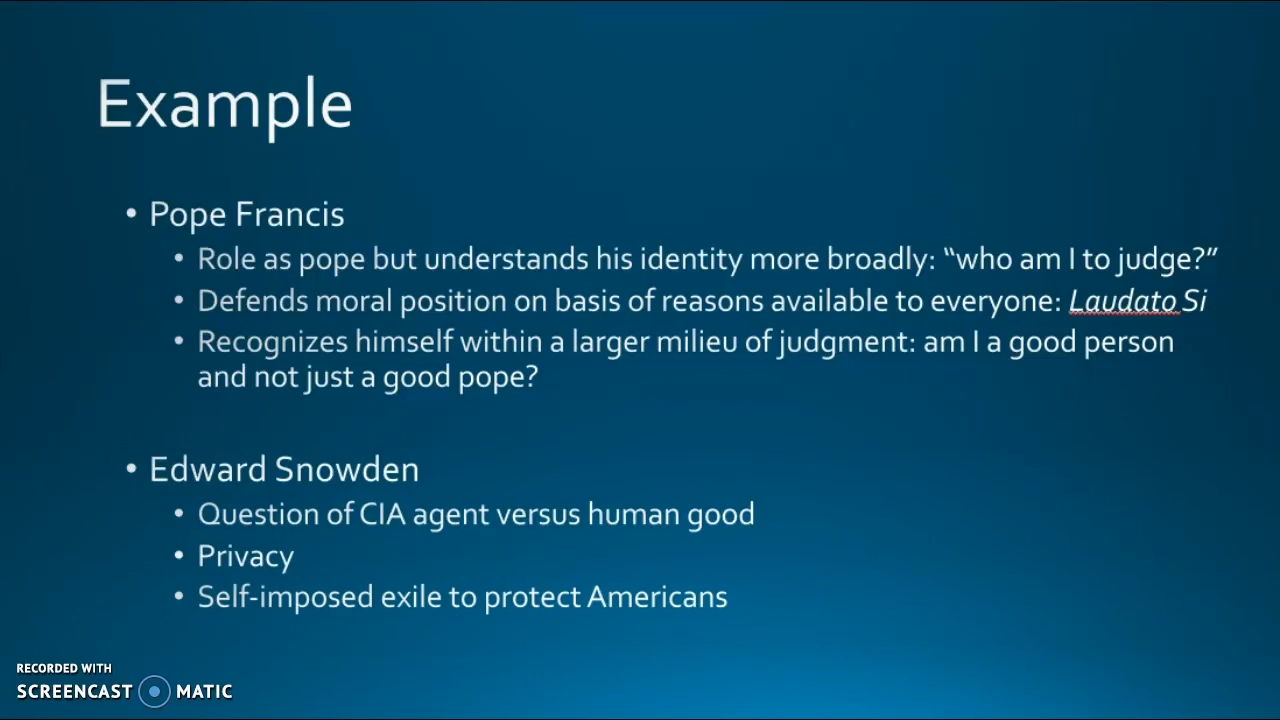 Example
• Pope Francis
• Role as pope but understands his identity more broadly: “who am I to judge?”
• Defends moral position on basis of reasons available to everyone: Laudato Si
• Recognizes himself within a larger milieu of judgment: am I a good person
and not just a good pope?
• Edward Snowden
• Question of CIA agent versus human good
• Privacy
• Self-imposed exile to protect Americans
RECORDED WITH
SCREENCAST MATIC